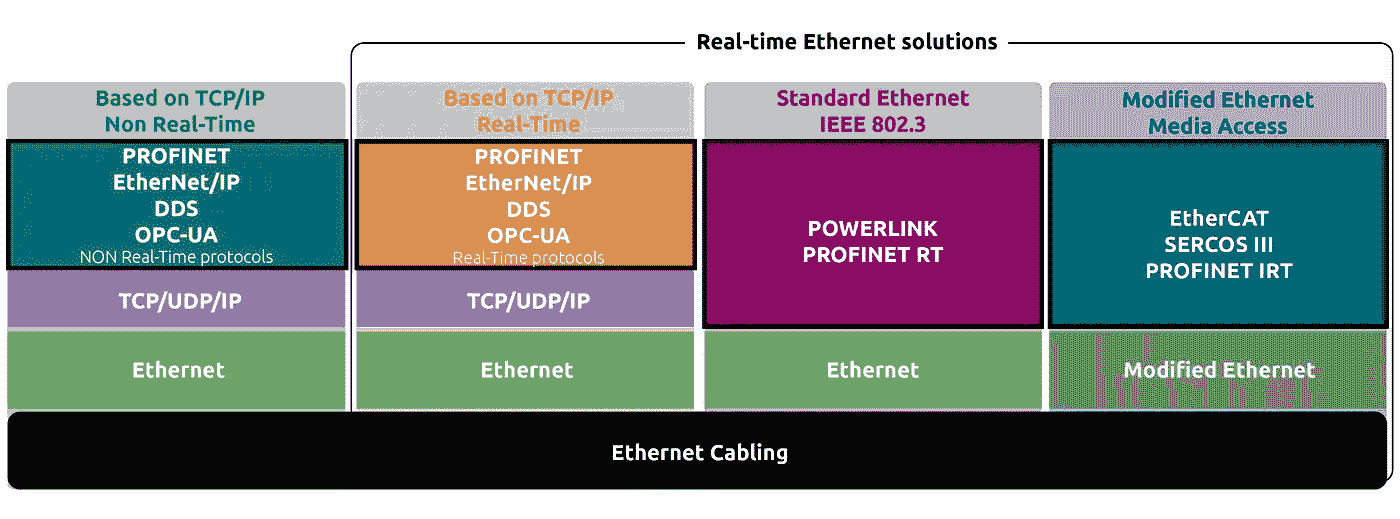 Real-time Ethernet solutions
Based on TCP/IP
Non Real-Time
PROFINET
EtherNet/IP
DDS
OPC-UA
NON Real-Time protocols
TCP/UDP/IP
Ethernet
Based on TCP/IP
Real-Time
PROFINET
EtherNet/IP
DDS
OPC-UA
Real-Time protocols
TCP/UDP/IP
Ethernet
Standard Ethernet
IEEE 802.3
POWERLINK
PROFINET RT
Ethernet
Modified Ethernet
Media Access
EtherCAT
SERCOS III
PROFINET IRT
Modified Ethernet
Ethernet Cabling